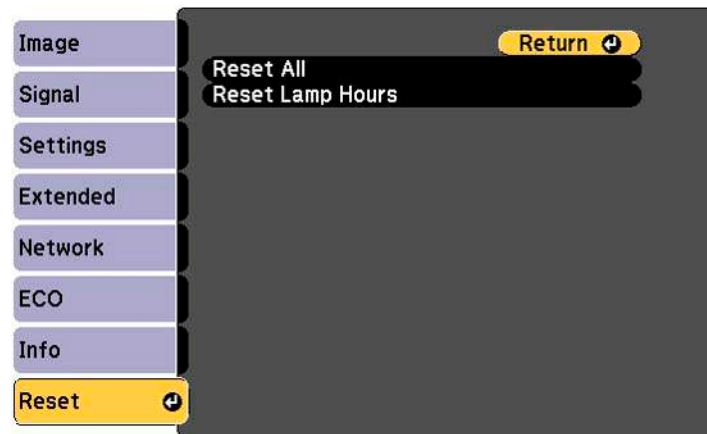 Image
Signal
Settings
Extended
Network
ECO
Info
Reset
Return
Reset All
Reset Lamp Hours